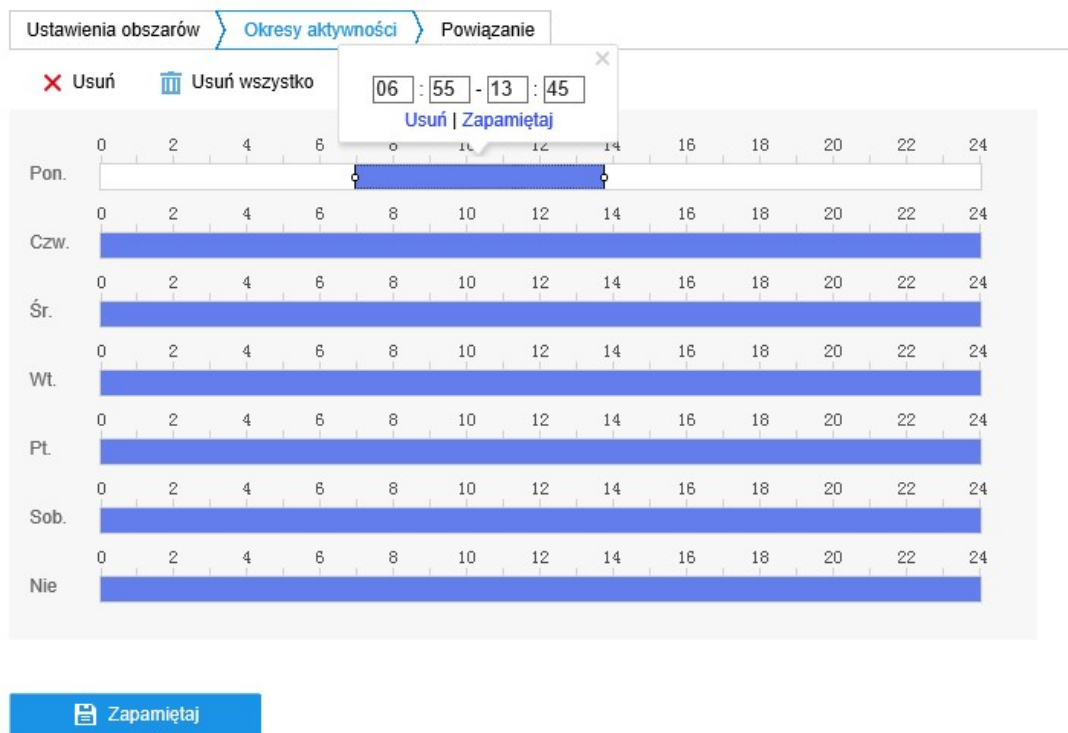 Ustawienia obszarów Okresy aktywności Powiązanie
Usuń Usuń wszystko
06 : 55 - 13 : 45
Usuń | Zapamiętaj
0 2 4 6 8 10 12 14 16 18 20 22 24
Pon.
0 2 4 6 8 10 12 14 16 18 20 22 24
Czw.
0 2 4 6 8 10 12 14 16 18 20 22 24
Śr.
0 2 4 6 8 10 12 14 16 18 20 22 24
Wt.
0 2 4 6 8 10 12 14 16 18 20 22 24
Pt.
0 2 4 6 8 10 12 14 16 18 20 22 24
Sob.
0 2 4 6 8 10 12 14 16 18 20 22 24
Nie
Zapamiętaj